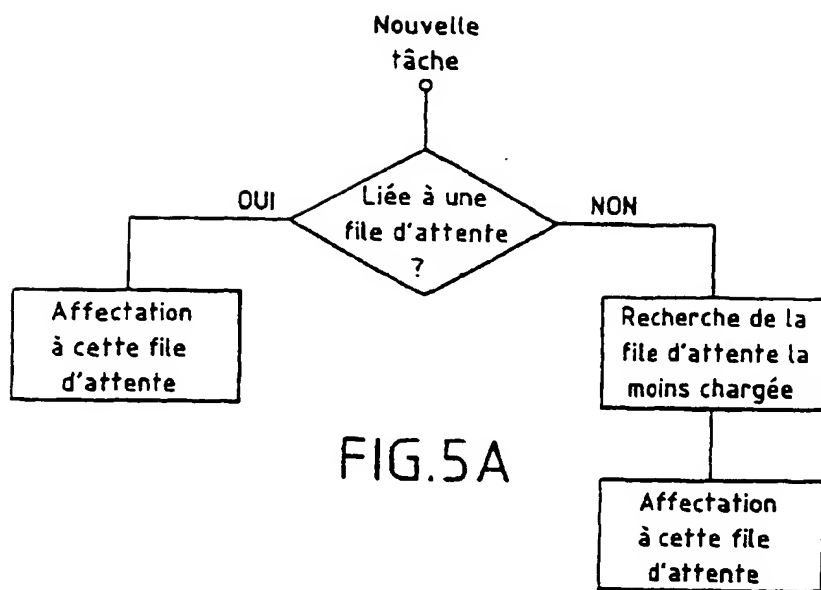 Nouvelle
tâche
OUI
Liée à une
file d'attente
?
NON
Affectation
à cette file
d'attente
Recherche de la
file d'attente la
moins chargée
FIG.5A
Affectation
à cette file
d'attente